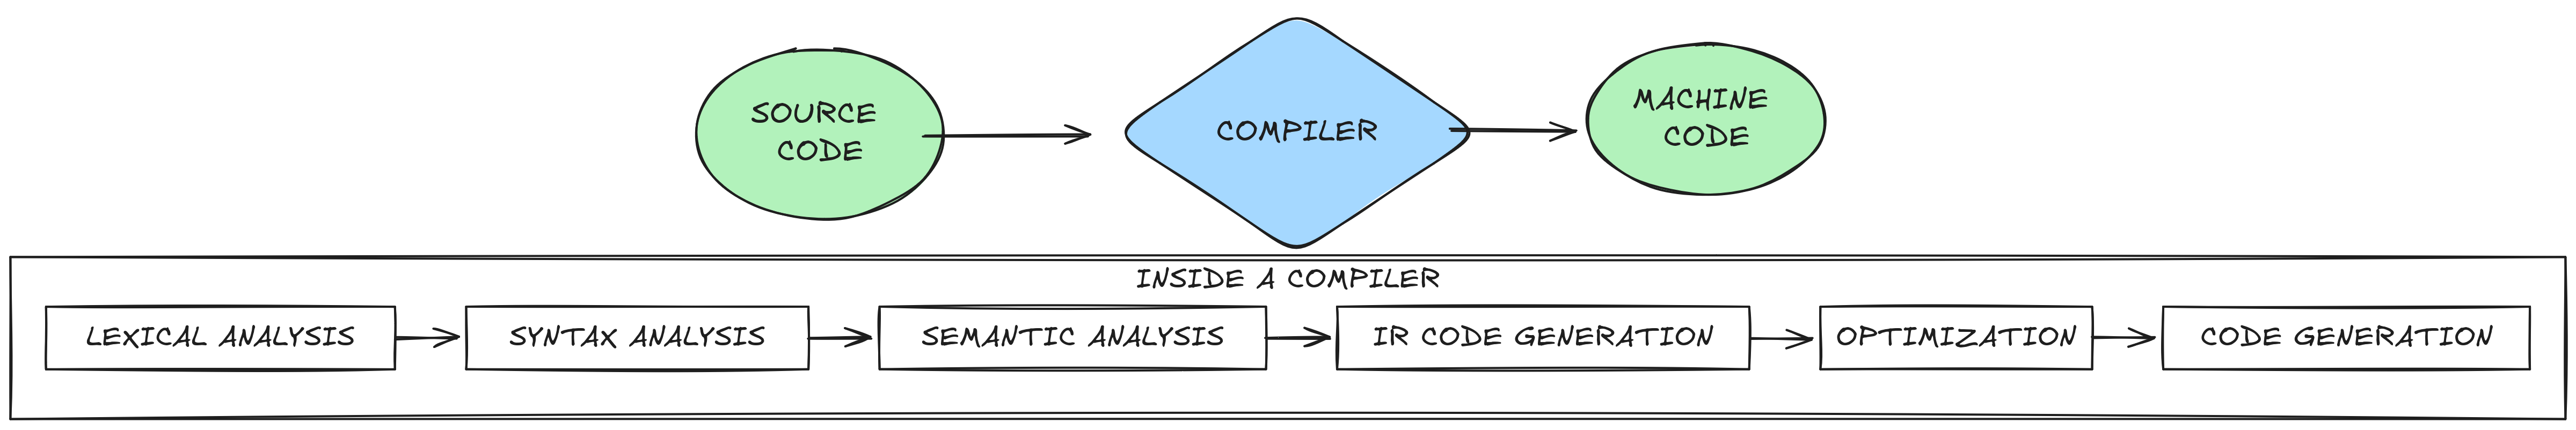 SOURCE
CODE
COMPILER
MACHINE
CODE
INSIDE A COMPILER
LEXICAL ANALYSIS
SYNTAX ANALYSIS
SEMANTIC ANALYSIS
IR CODE GENERATION
OPTIMIZATION
CODE GENERATION